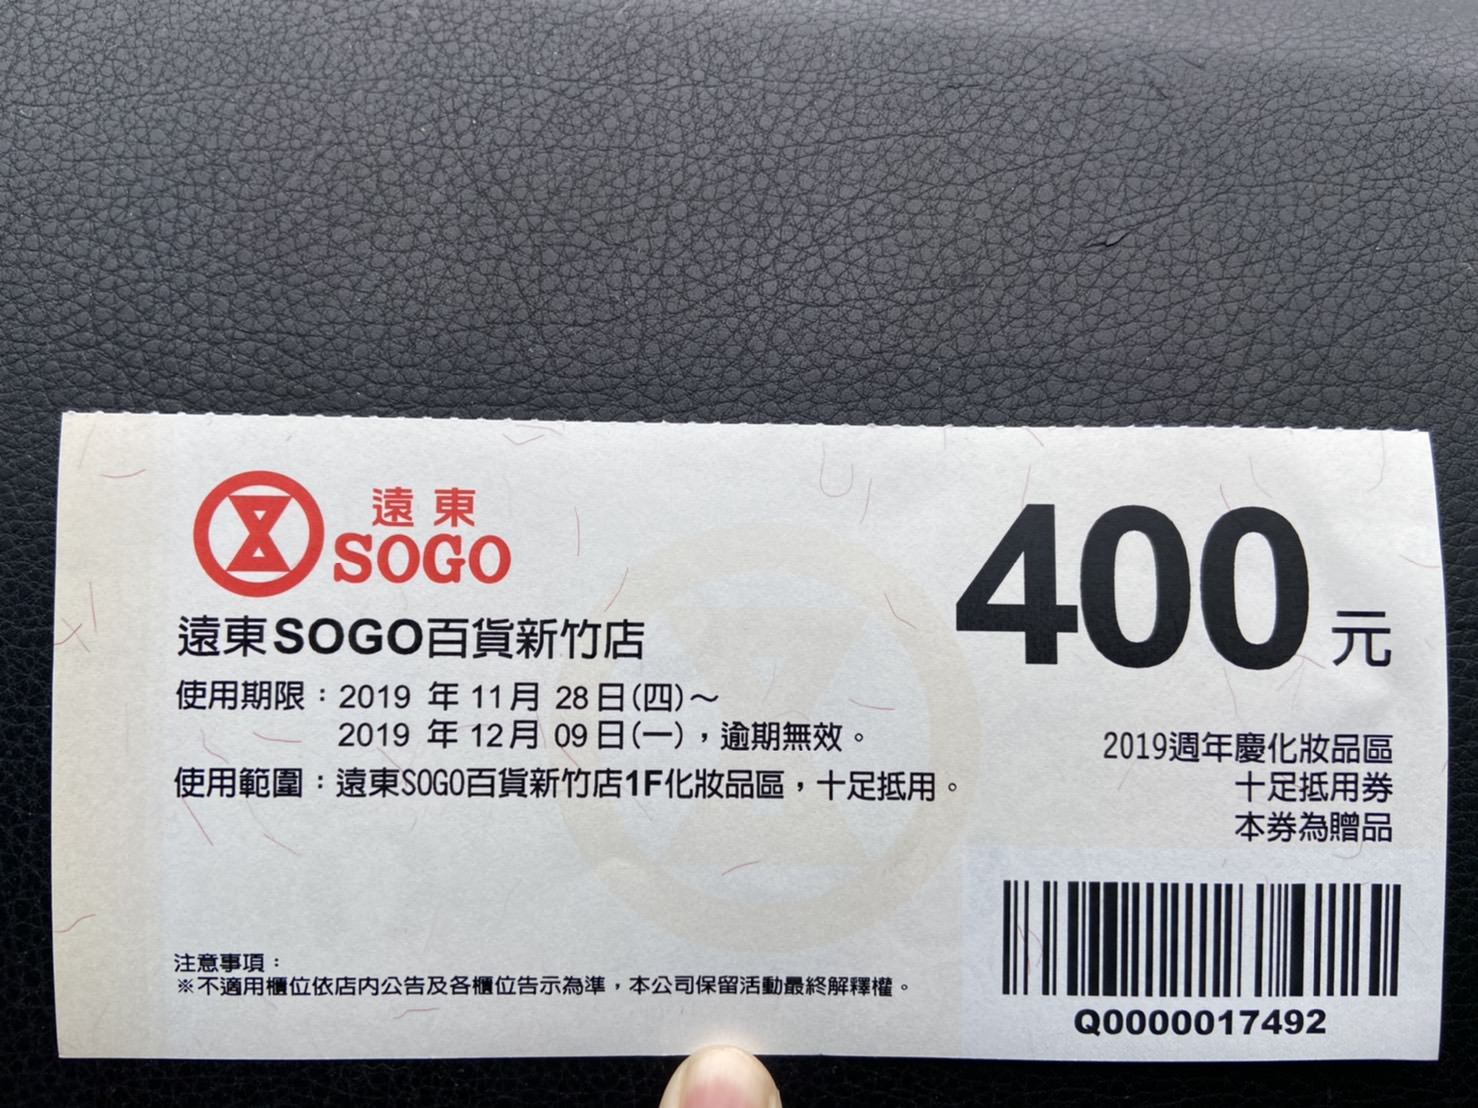 遠東
SOGO
400元
遠東SOGO百貨新竹店
使用期限：2019 年 11月 28日(四)～
2019 年 12月 09日(一)，逾期無效。
使用範圍：遠東SOGO百貨新竹店1F化妝品區，十足抵用。
2019週年慶化妝品區
十足抵用券
本券為贈品
注意事項：
※不適用櫃位依店內公告及各櫃位告示為準，本公司保留活動最終解釋權。
Q0000017492